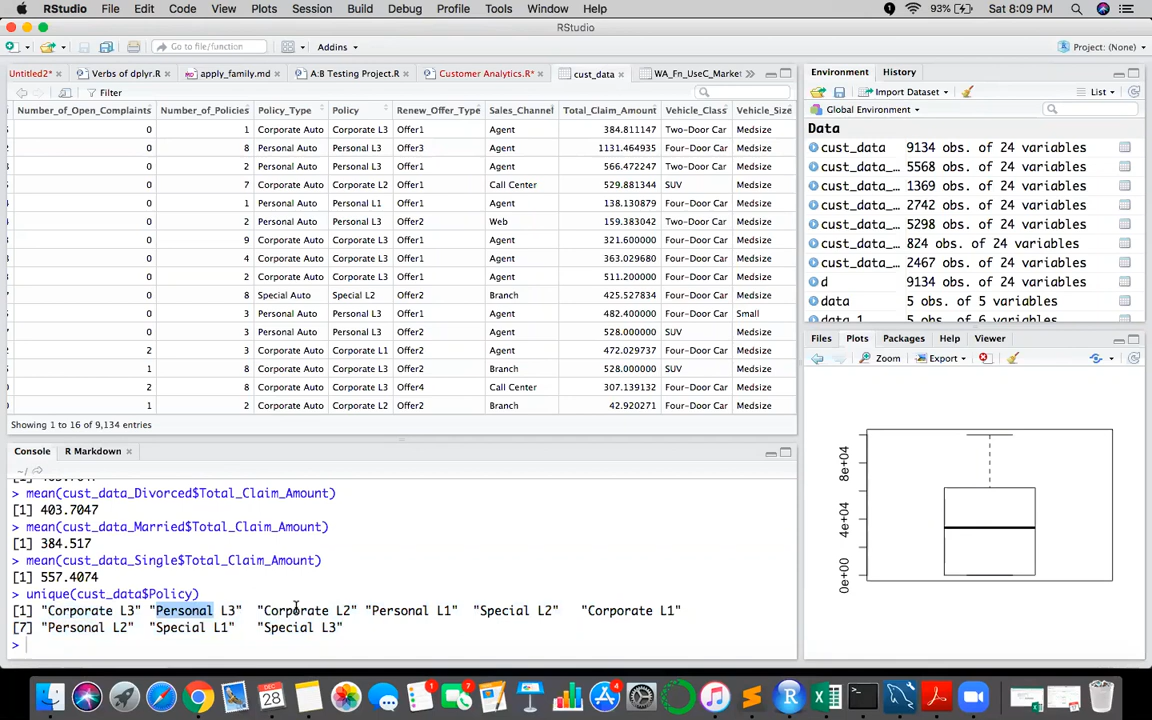 RStudio File Edit Code View Plots Session Build Debug Profile Tools Window Help 93% Sat 8:09 PM
RStudio
Go to file/function Addins Project: (None)
Untitled2* Verbs of dplyr.R apply_family.md A:B Testing Project.R Customer Analytics.R* cust_data WA_Fn_UseC_Market
Filter
Number_of_Open_Complaints Number_of_Policies Policy_Type Policy Renew_Offer_Type Sales_Channel Total_Claim_Amount Vehicle_Class Vehicle_Size
0 1 Corporate Auto Corporate L3 Offer1 Agent 384.811147 Two-Door Car Medsize
0 8 Personal Auto Personal L3 Offer3 Agent 1131.464935 Four-Door Car Medsize
0 2 Personal Auto Personal L3 Offer1 Agent 566.472247 Two-Door Car Medsize
0 7 Corporate Auto Corporate L2 Offer1 Call Center 529.881344 SUV Medsize
0 1 Personal Auto Personal L1 Offer1 Agent 138.130879 Four-Door Car Medsize
0 2 Personal Auto Personal L3 Offer2 Web 159.383042 Two-Door Car Medsize
0 9 Corporate Auto Corporate L3 Offer1 Agent 321.600000 Four-Door Car Medsize
0 4 Corporate Auto Corporate L3 Offer1 Agent 363.029680 Four-Door Car Medsize
0 2 Corporate Auto Corporate L3 Offer1 Agent 511.200000 Four-Door Car Medsize
0 8 Special Auto Special L2 Offer2 Branch 425.527834 Four-Door Car Medsize
0 3 Personal Auto Personal L3 Offer1 Agent 482.400000 Four-Door Car Small
0 3 Personal Auto Personal L3 Offer2 Agent 528.000000 SUV Medsize
2 3 Corporate Auto Corporate L1 Offer2 Agent 472.029737 Four-Door Car Medsize
1 8 Corporate Auto Corporate L3 Offer2 Branch 528.000000 SUV Medsize
2 8 Corporate Auto Corporate L3 Offer4 Call Center 307.139132 Four-Door Car Medsize
1 2 Corporate Auto Corporate L2 Offer2 Branch 42.920271 Four-Door Car Medsize
Showing 1 to 16 of 9,134 entries
Console R Markdown
~/
> mean(cust_data_Divorced$Total_Claim_Amount)
[1] 403.7047
> mean(cust_data_Married$Total_Claim_Amount)
[1] 384.517
> mean(cust_data_Single$Total_Claim_Amount)
[1] 557.4074
> unique(cust_data$Policy)
[1] "Corporate L3" "Personal L3" "Corporate L2" "Personal L1" "Special L2" "Corporate L1"
[7] "Personal L2" "Special L1" "Special L3"
>
Environment History
Import Dataset List
Global Environment
Data
cust_data 9134 obs. of 24 variables
cust_data_… 5568 obs. of 24 variables
cust_data_… 1369 obs. of 24 variables
cust_data_… 2742 obs. of 24 variables
cust_data_… 5298 obs. of 24 variables
cust_data_… 824 obs. of 24 variables
cust_data_… 2467 obs. of 24 variables
d 9134 obs. of 24 variables
data 5 obs. of 5 variables
data 1 5 obs. of 6 variables
Files Plots Packages Help Viewer
Zoom Export
8e+04
4e+04
0e+00